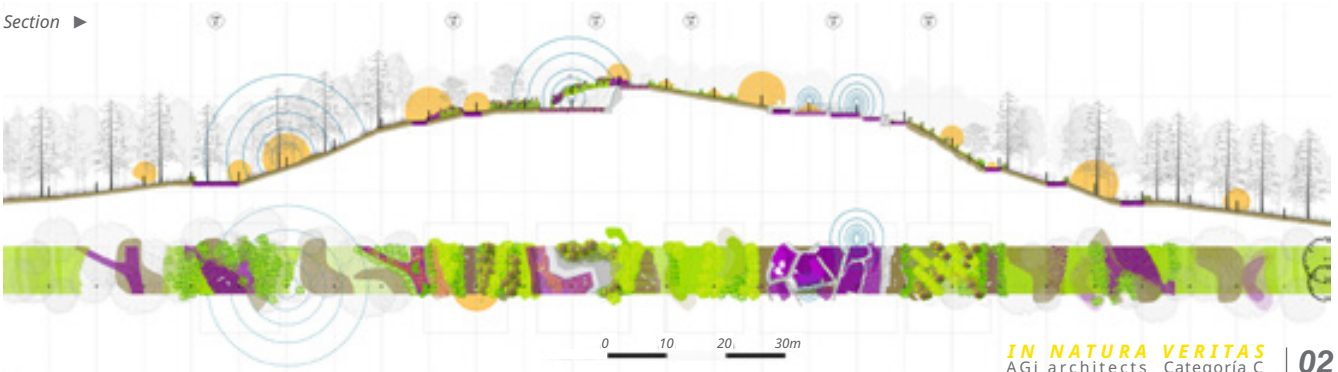 Section ►
0 10 20 30m
IN NATURA VERITAS
AGi architects Categoría C
02